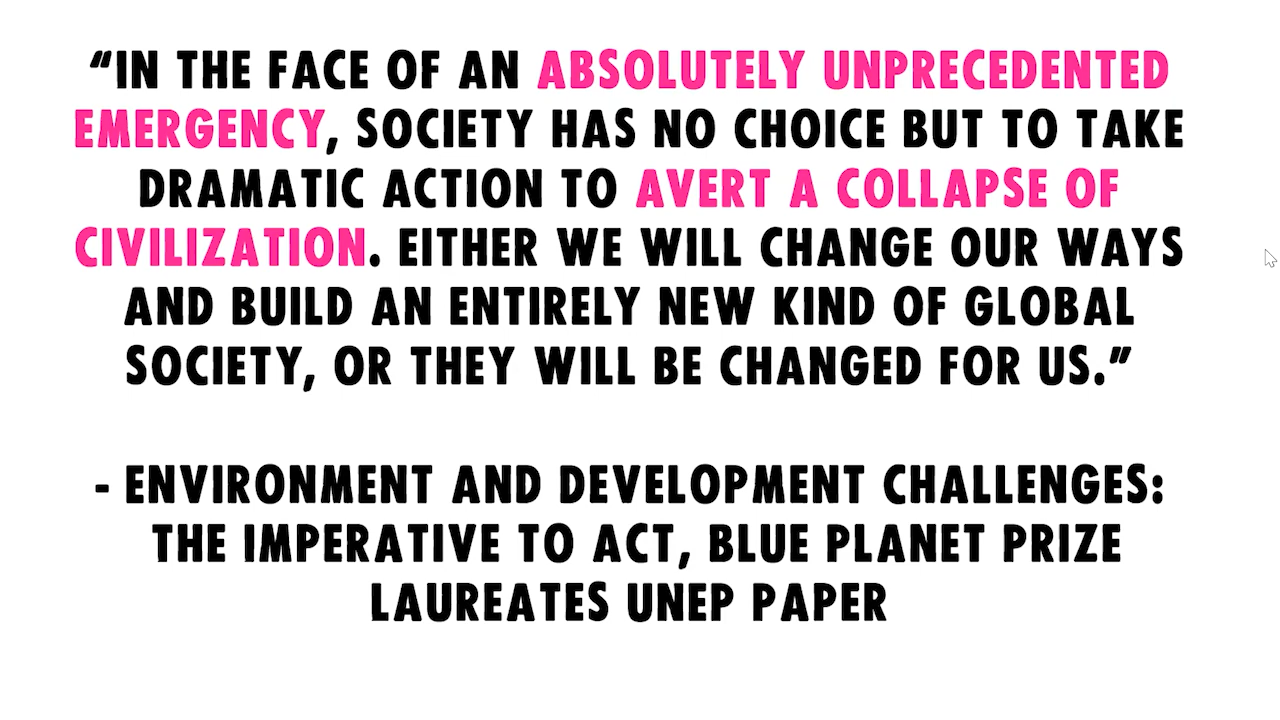 “IN THE FACE OF AN ABSOLUTELY UNPRECEDENTED
EMERGENCY, SOCIETY HAS NO CHOICE BUT TO TAKE
DRAMATIC ACTION TO AVERT A COLLAPSE OF
CIVILIZATION. EITHER WE WILL CHANGE OUR WAYS
AND BUILD AN ENTIRELY NEW KIND OF GLOBAL
SOCIETY, OR THEY WILL BE CHANGED FOR US.”
- ENVIRONMENT AND DEVELOPMENT CHALLENGES:
THE IMPERATIVE TO ACT, BLUE PLANET PRIZE
LAUREATES UNEP PAPER